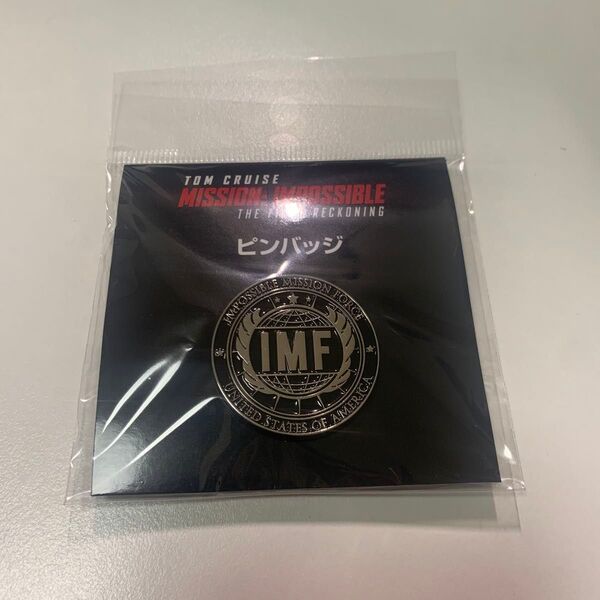 TOM CRUISE
MISSION: IMPOSSIBLE
THE FINAL RECKONING
ピンバッジ
IMPOSSIBLE MISSION FORCE
IMF
UNITED STATES OF AMERICA